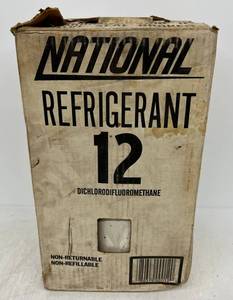 NATIONAL
REFRIGERANT
12
DICHLORODIFLUOROMETHANE
NON-RETURNABLE
NON-REFILLABLE